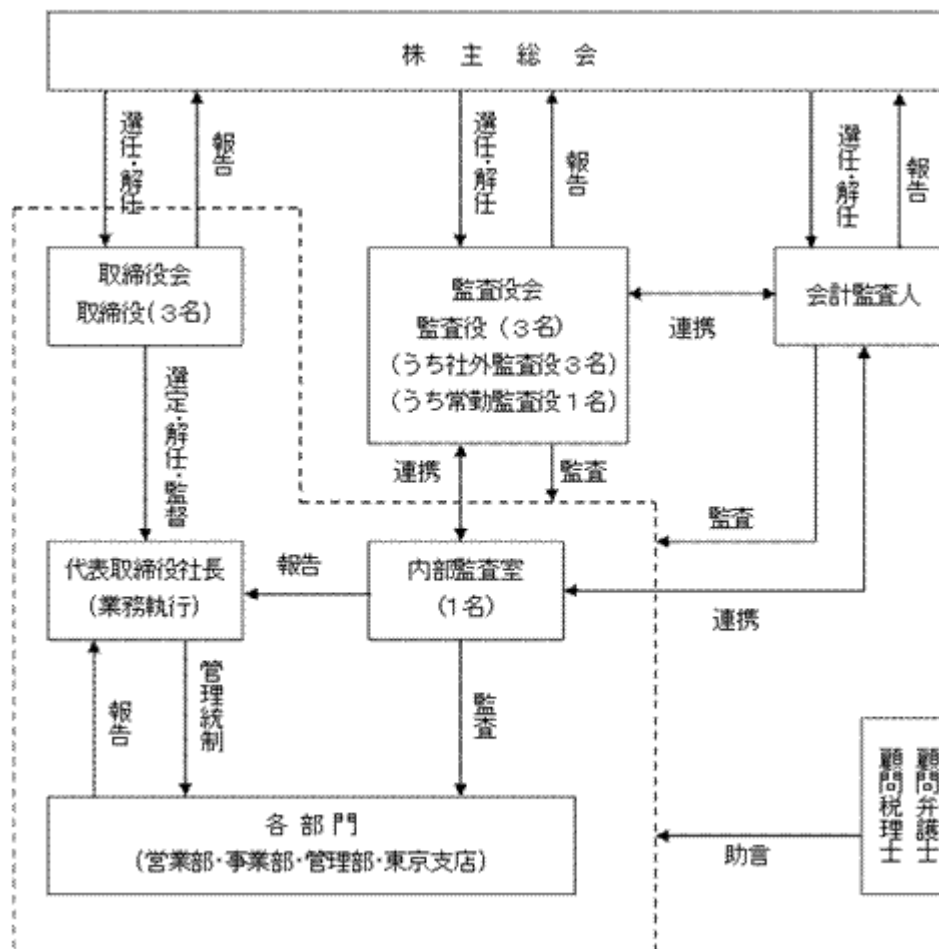 株主総会
選任・解任
報告
選任・解任
報告
選任・解任
報告
取締役会
取締役(3名)
監査役会
監査役(3名)
(うち社外監査役3名)
(うち常勤監査役1名)
連携
会計監査人
選定・解任・監督
連携
監査
監査
代表取締役社長
(業務執行)
報告
内部監査室
(1名)
連携
報告
管理統制
監査
各部門
(営業部・事業部・管理部・東京支店)
助言
顧問弁護士
顧問税理士